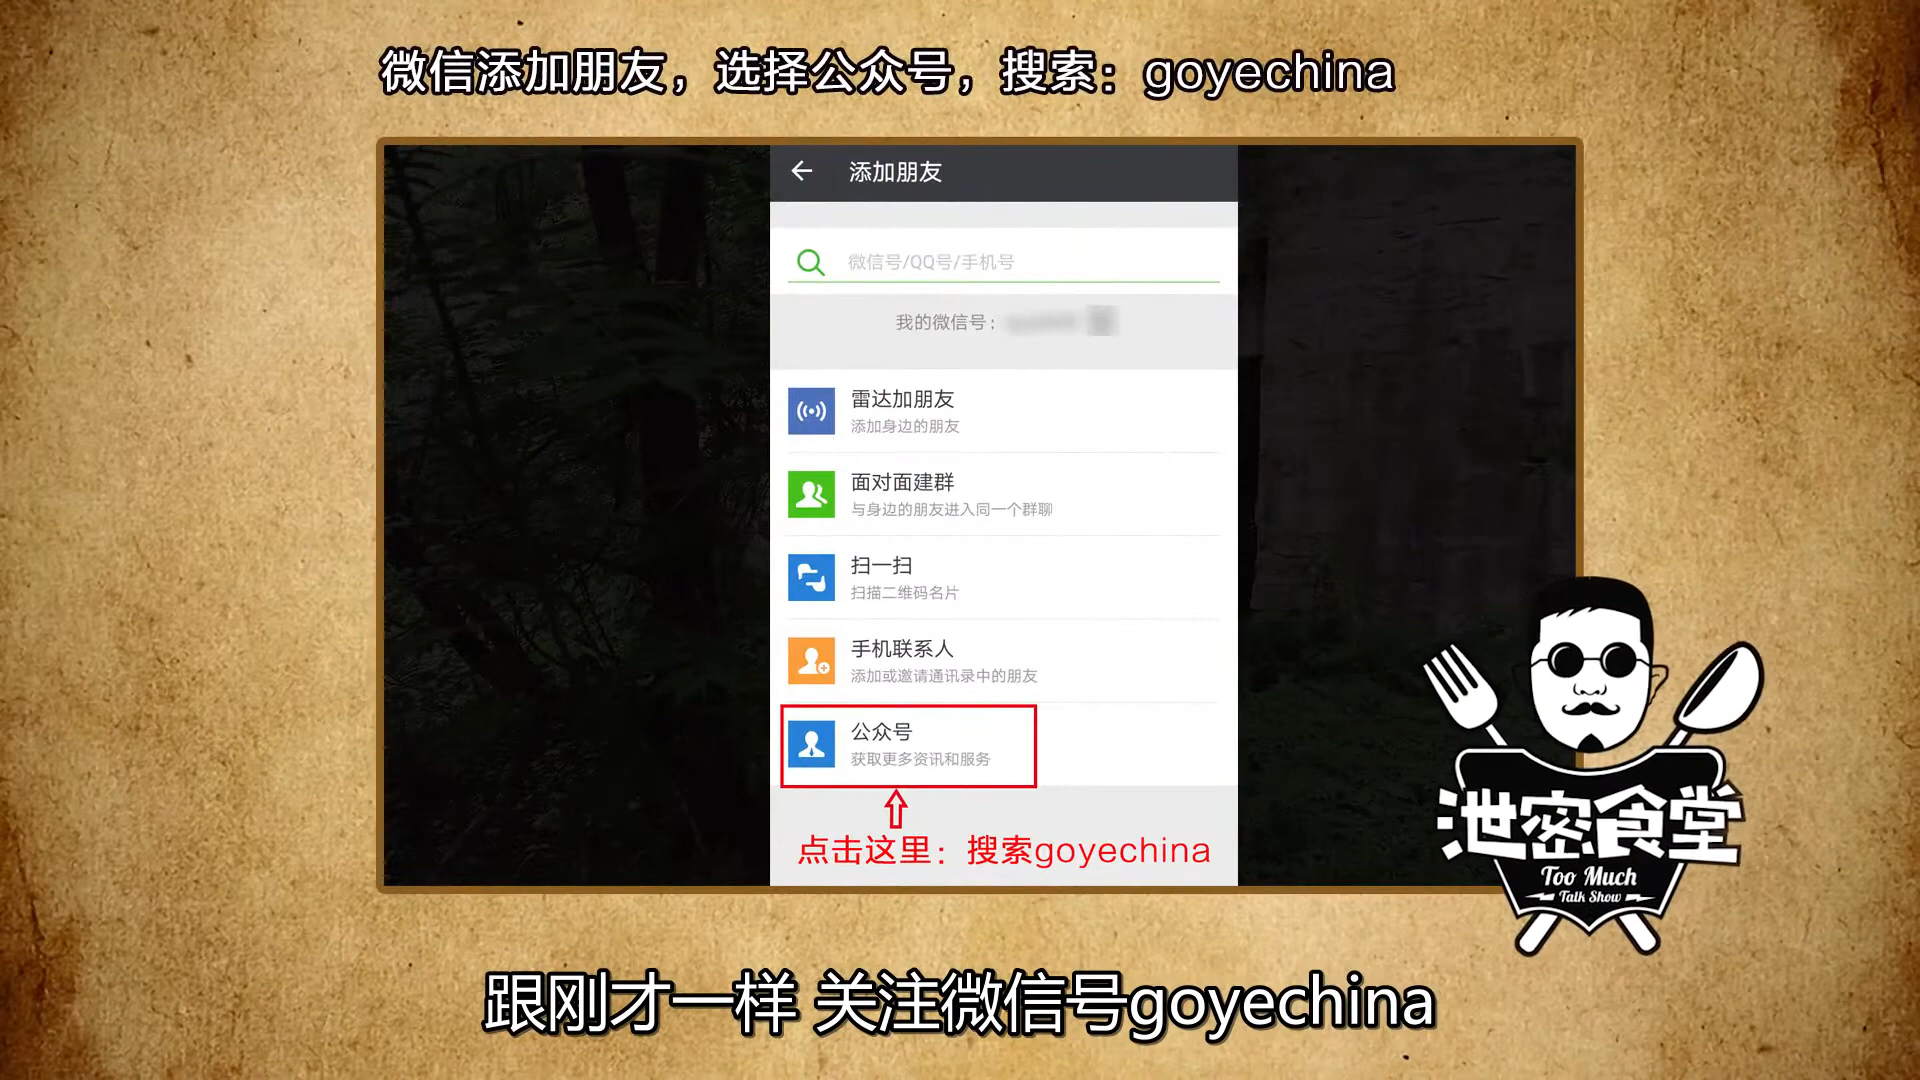 微信添加朋友，选择公众号，搜索：goyechina
添加朋友
微信号/QQ号/手机号
我的微信号：
雷达加朋友
添加身边的朋友
面对面建群
与身边的朋友进入同一个群聊
扫一扫
扫描二维码名片
手机联系人
添加或邀请通讯录中的朋友
公众号
获取更多资讯和服务
点击这里：搜索goyechina
泄密食堂
Too Much
Talk Show
跟刚才一样 关注微信号goyechina